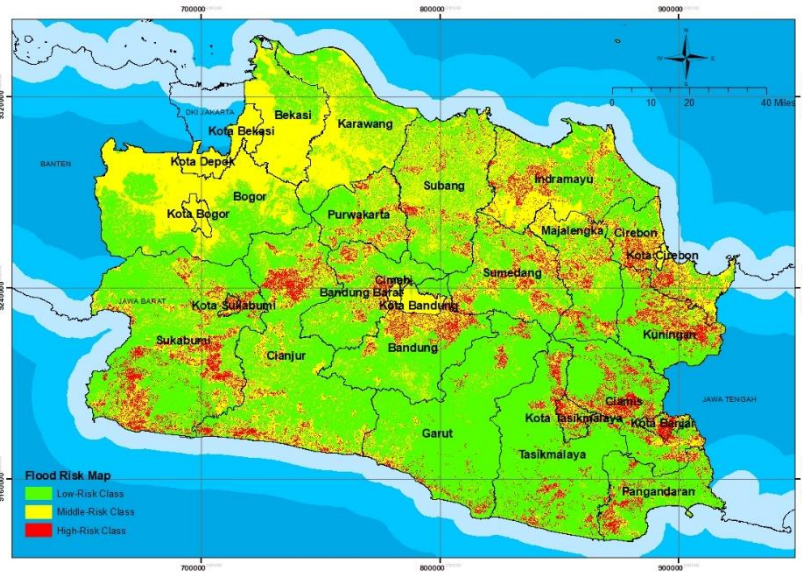 700000
800000
900000
N
W
E
S
0 10 20 40 Miles
DKI JAKARTA
Bekasi
Kota Bekasi
Karawang
BANTEN
Kota Depok
Bogor
Subang
Indramayu
Kota Bogor
Purwakarta
Majalengka
Cirebon
Kota Cirebon
Cimahi
Sumedang
JAWA BARAT
Kota Sukabumi
Bandung Barat
Kota Bandung
Sukabumi
Cianjur
Bandung
Kuningan
JAWA TENGAH
Ciamis
Kota Tasikmalaya
Kota Banjar
Garut
Tasikmalaya
Pangandaran
Flood Risk Map
Low-Risk Class
Middle-Risk Class
High-Risk Class
700000
800000
900000